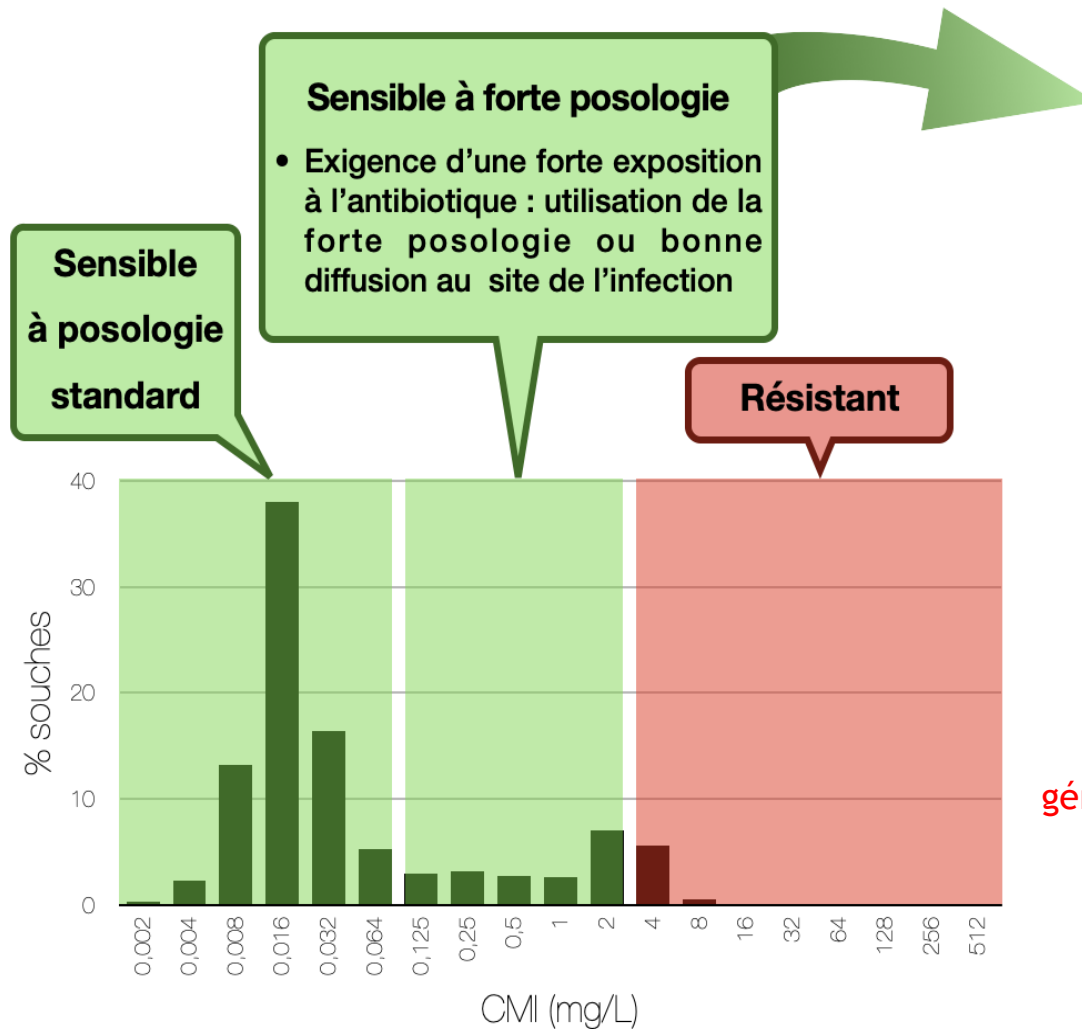 Sensible à forte posologie
• Exigence d'une forte exposition
à l'antibiotique : utilisation de la
forte posologie ou bonne
diffusion au site de l'infection
Sensible
à posologie
standard
Résistant
% souches
40
30
20
10
0
0,002
0,004
0,008
0,016
0,032
0,064
0,125
0,25
0,5
1
2
4
8
16
32
64
128
256
512
CMI (mg/L)